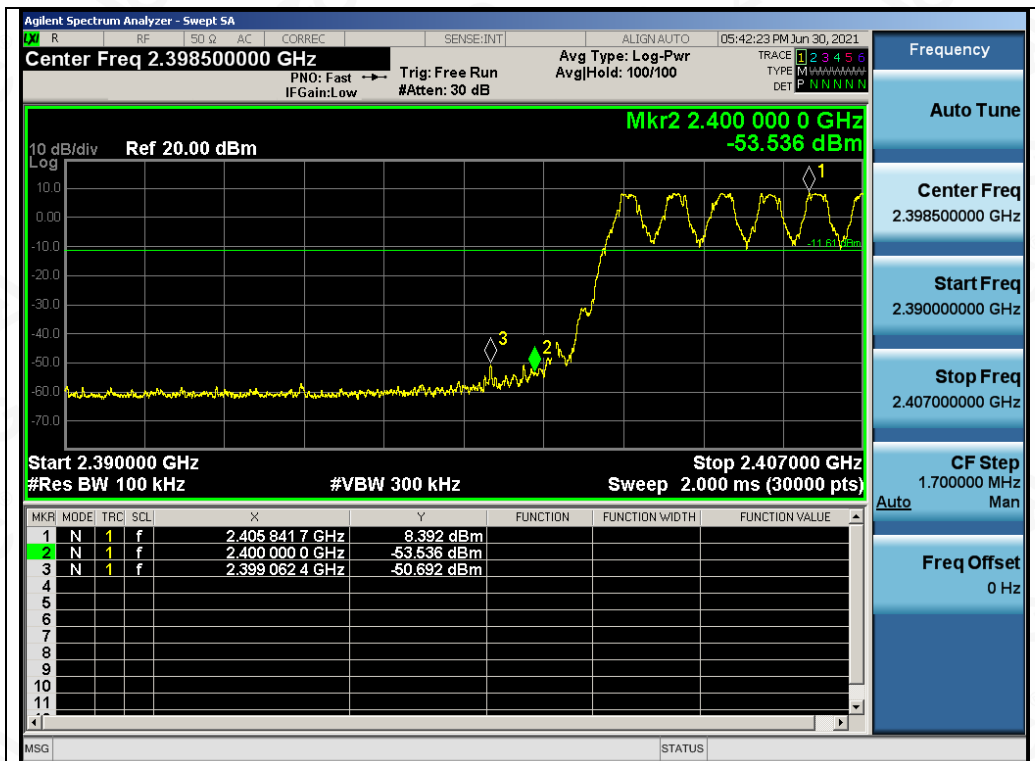 Agilent Spectrum Analyzer - Swept SA
LXI R RF 50 Ω AC CORREC SENSE:INT ALIGN AUTO 05:42:23 PM Jun 30, 2021
Center Freq 2.398500000 GHz
PNO: Fast
IFGain:Low
Trig: Free Run
#Atten: 30 dB
Avg Type: Log-Pwr
Avg|Hold: 100/100
TRACE 1 2 3 4 5 6
TYPE M
DET P N N N N N
Mkr2 2.400 000 0 GHz
-53.536 dBm
10 dB/div Ref 20.00 dBm
Log
10.0
0.00
-10.0
-20.0
-30.0
-40.0
-50.0
-60.0
-70.0
1
-11.61 dBm
3
2
Start 2.390000 GHz Stop 2.407000 GHz
#Res BW 100 kHz #VBW 300 kHz Sweep 2.000 ms (30000 pts)
MKR MODE TRC SCL X Y FUNCTION FUNCTION WIDTH FUNCTION VALUE
1 N 1 f 2.405 841 7 GHz 8.392 dBm
2 N 1 f 2.400 000 0 GHz -53.536 dBm
3 N 1 f 2.399 062 4 GHz -50.692 dBm
4
5
6
7
8
9
10
11
MSG STATUS
Frequency
Auto Tune
Center Freq
2.398500000 GHz
Start Freq
2.390000000 GHz
Stop Freq
2.407000000 GHz
CF Step
1.700000 MHz
Auto Man
Freq Offset
0 Hz